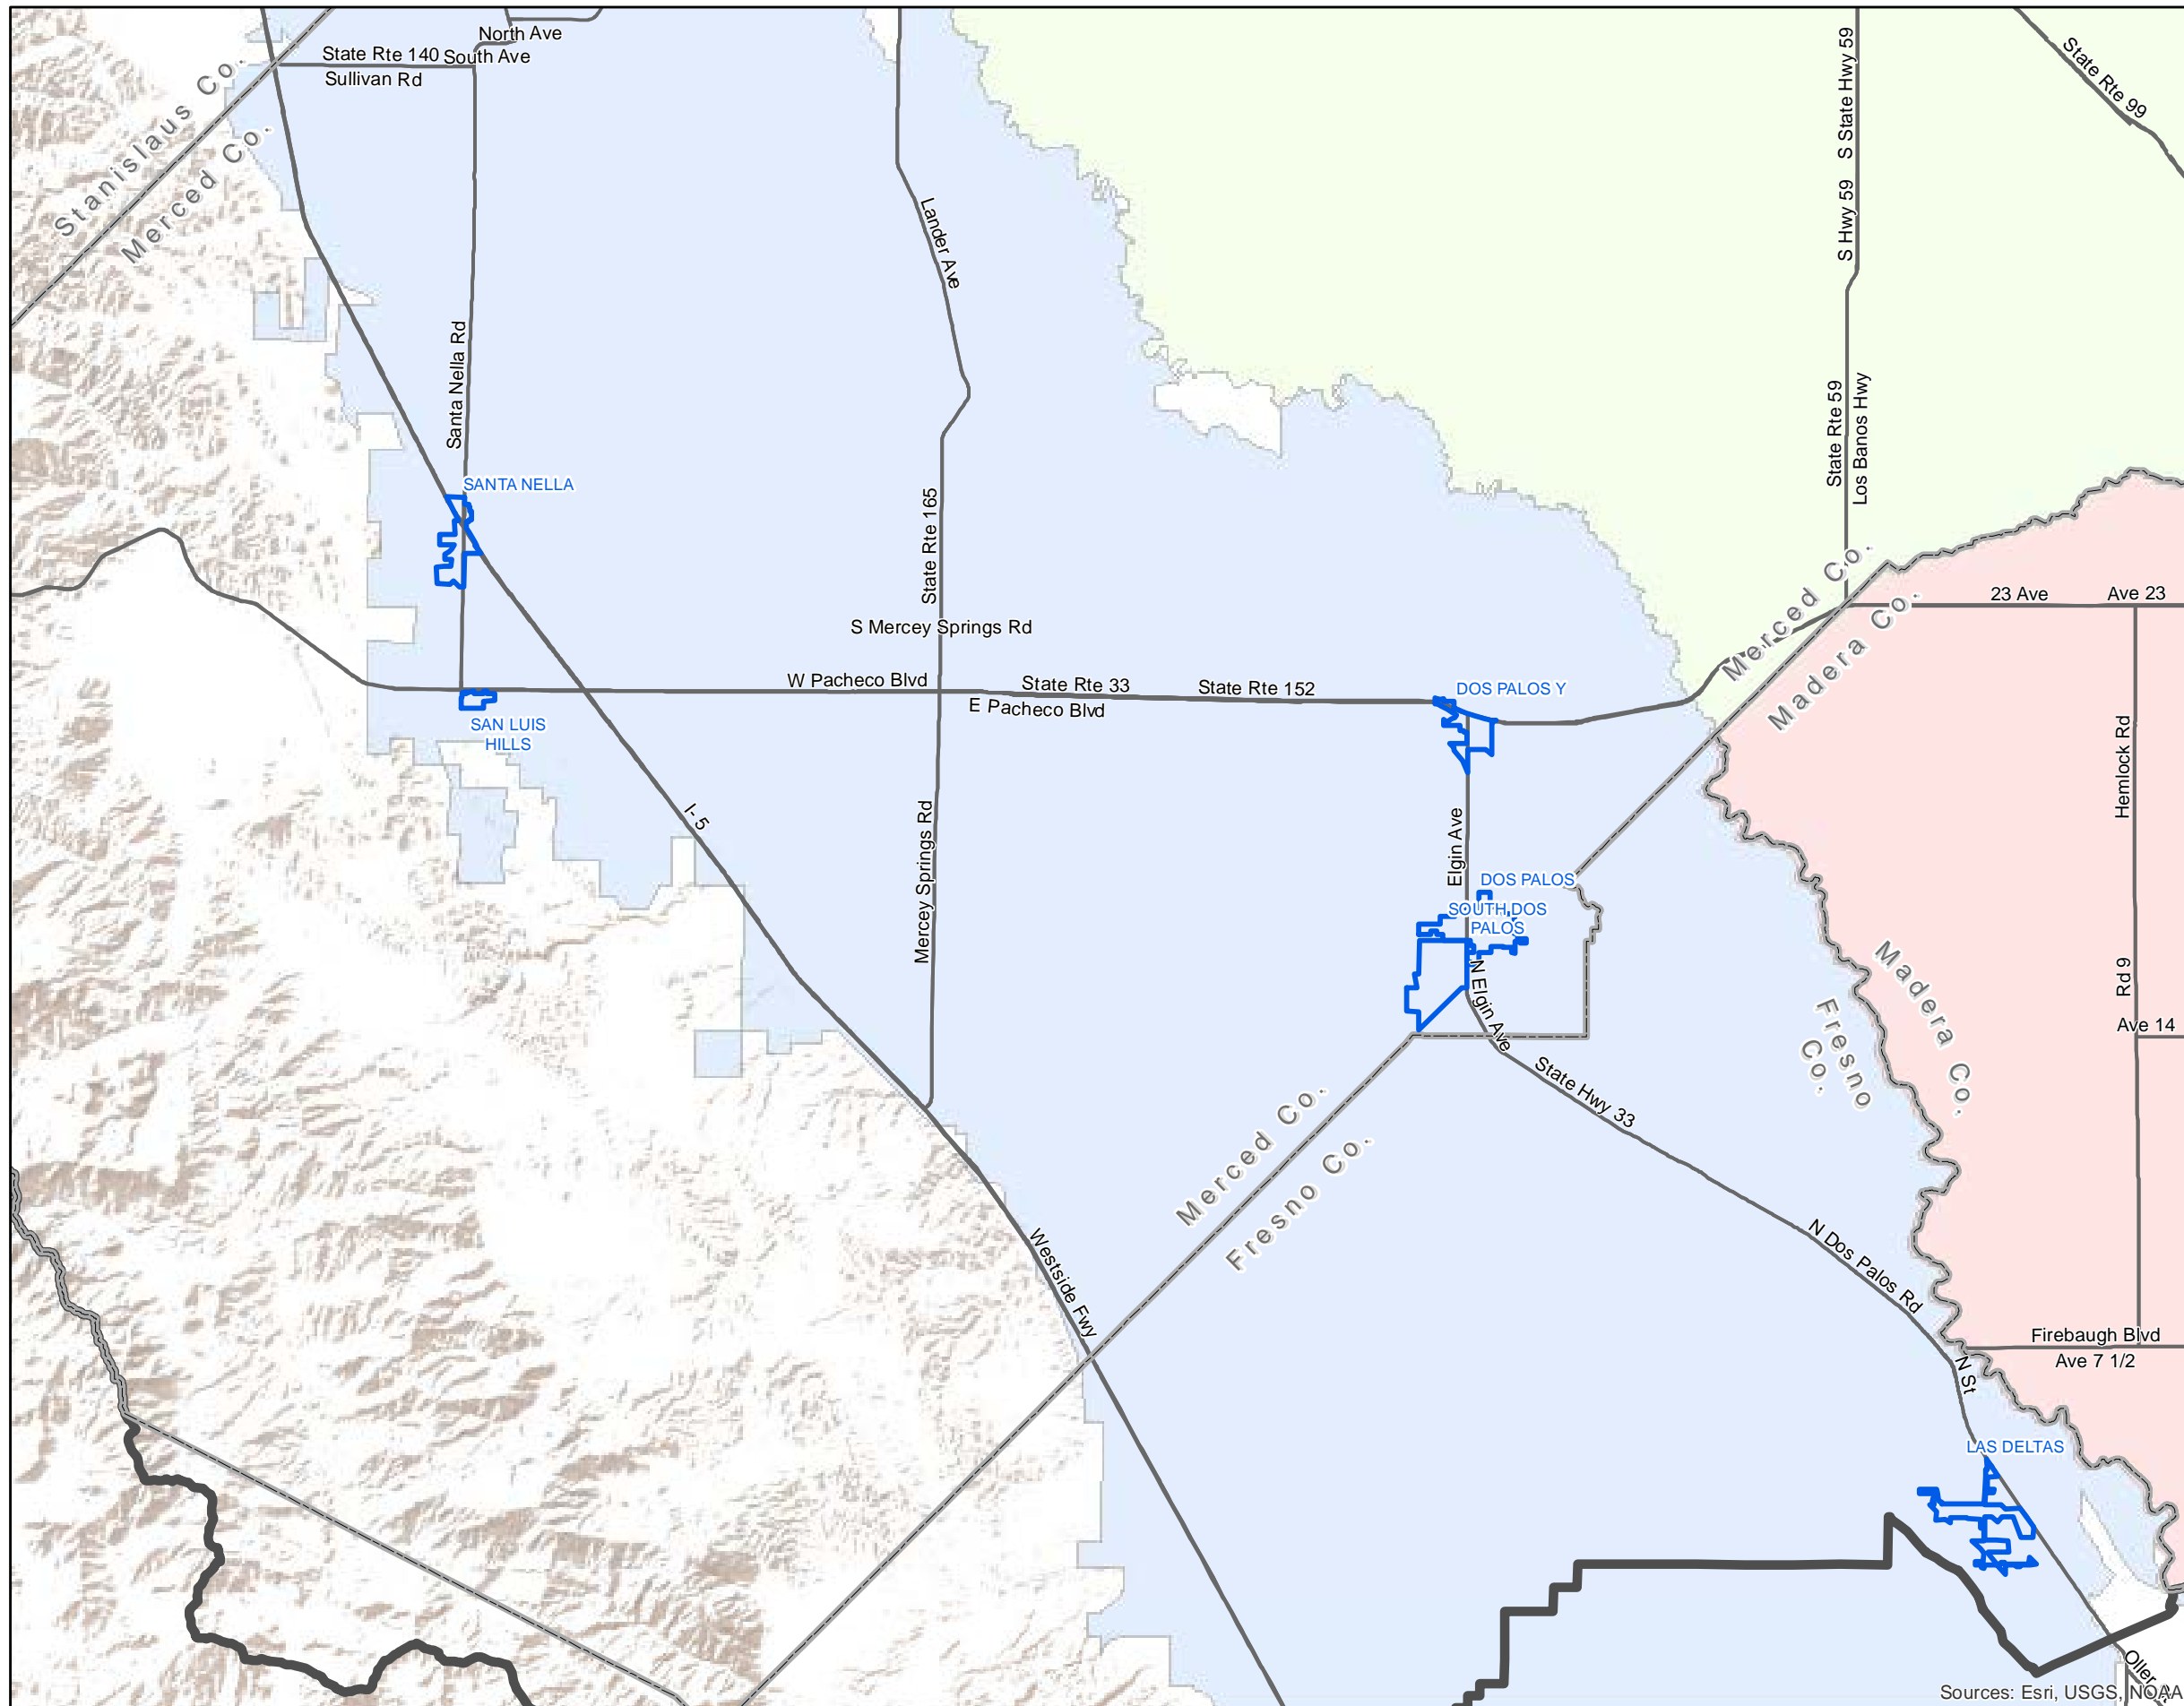 North Ave
State Rte 140
South Ave
Sullivan Rd
Stanislaus Co.
Merced Co.
Lander Ave
S State Hwy 59
S Hwy 59
State Rte 99
Santa Nella Rd
State Rte 59
Los Banos Hwy
SANTA NELLA
State Rte 165
S Mercey Springs Rd
Merced Co.
Madera Co.
23 Ave
Ave 23
W Pacheco Blvd
State Rte 33
State Rte 152
E Pacheco Blvd
DOS PALOS Y
SAN LUIS
HILLS
Hemlock Rd
I- 5
Mercey Springs Rd
Elgin Ave
DOS PALOS
SOUTH DOS
PALOS
N Elgin Ave
Madera Co.
Fresno
Co.
Rd 9
Ave 14
State Hwy 33
Merced Co.
Fresno Co.
Westside Fwy
N Dos Palos Rd
Firebaugh Blvd
Ave 7 1/2
N St
LAS DELTAS
Oller
Sources: Esri, USGS, NOAA